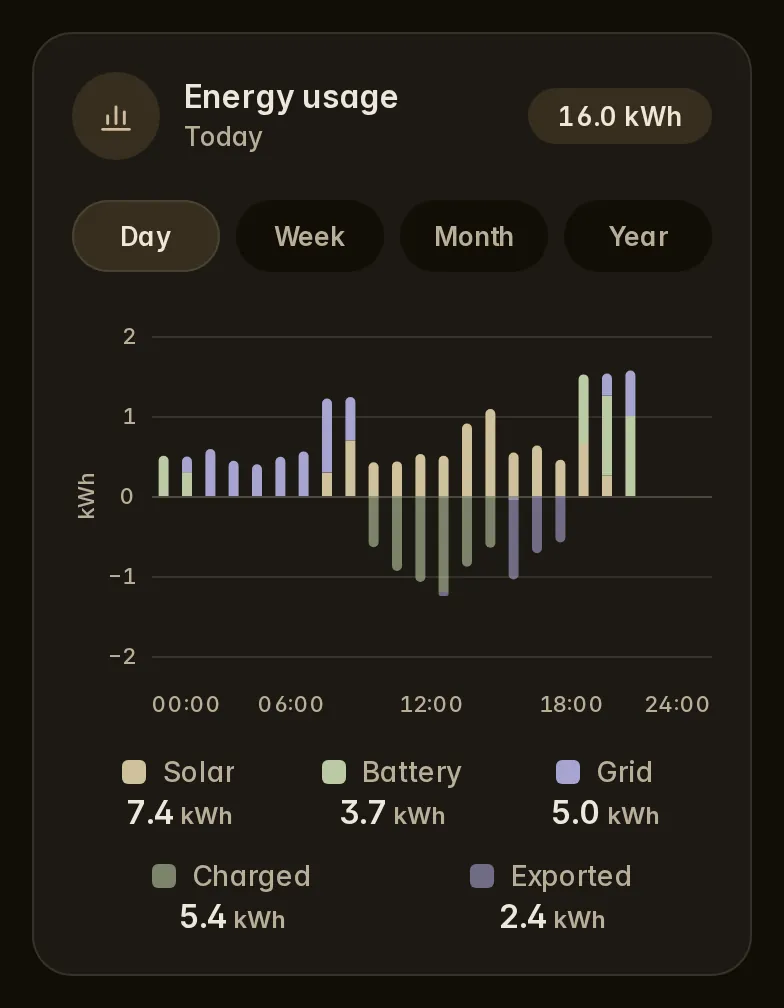 Energy usage
Today
16.0 kWh
Day Week Month Year
2
1
0
−1
−2
kWh
00:00 06:00 12:00 18:00 24:00
Solar Battery Grid
7.4 kWh 3.7 kWh 5.0 kWh
Charged Exported
5.4 kWh 2.4 kWh